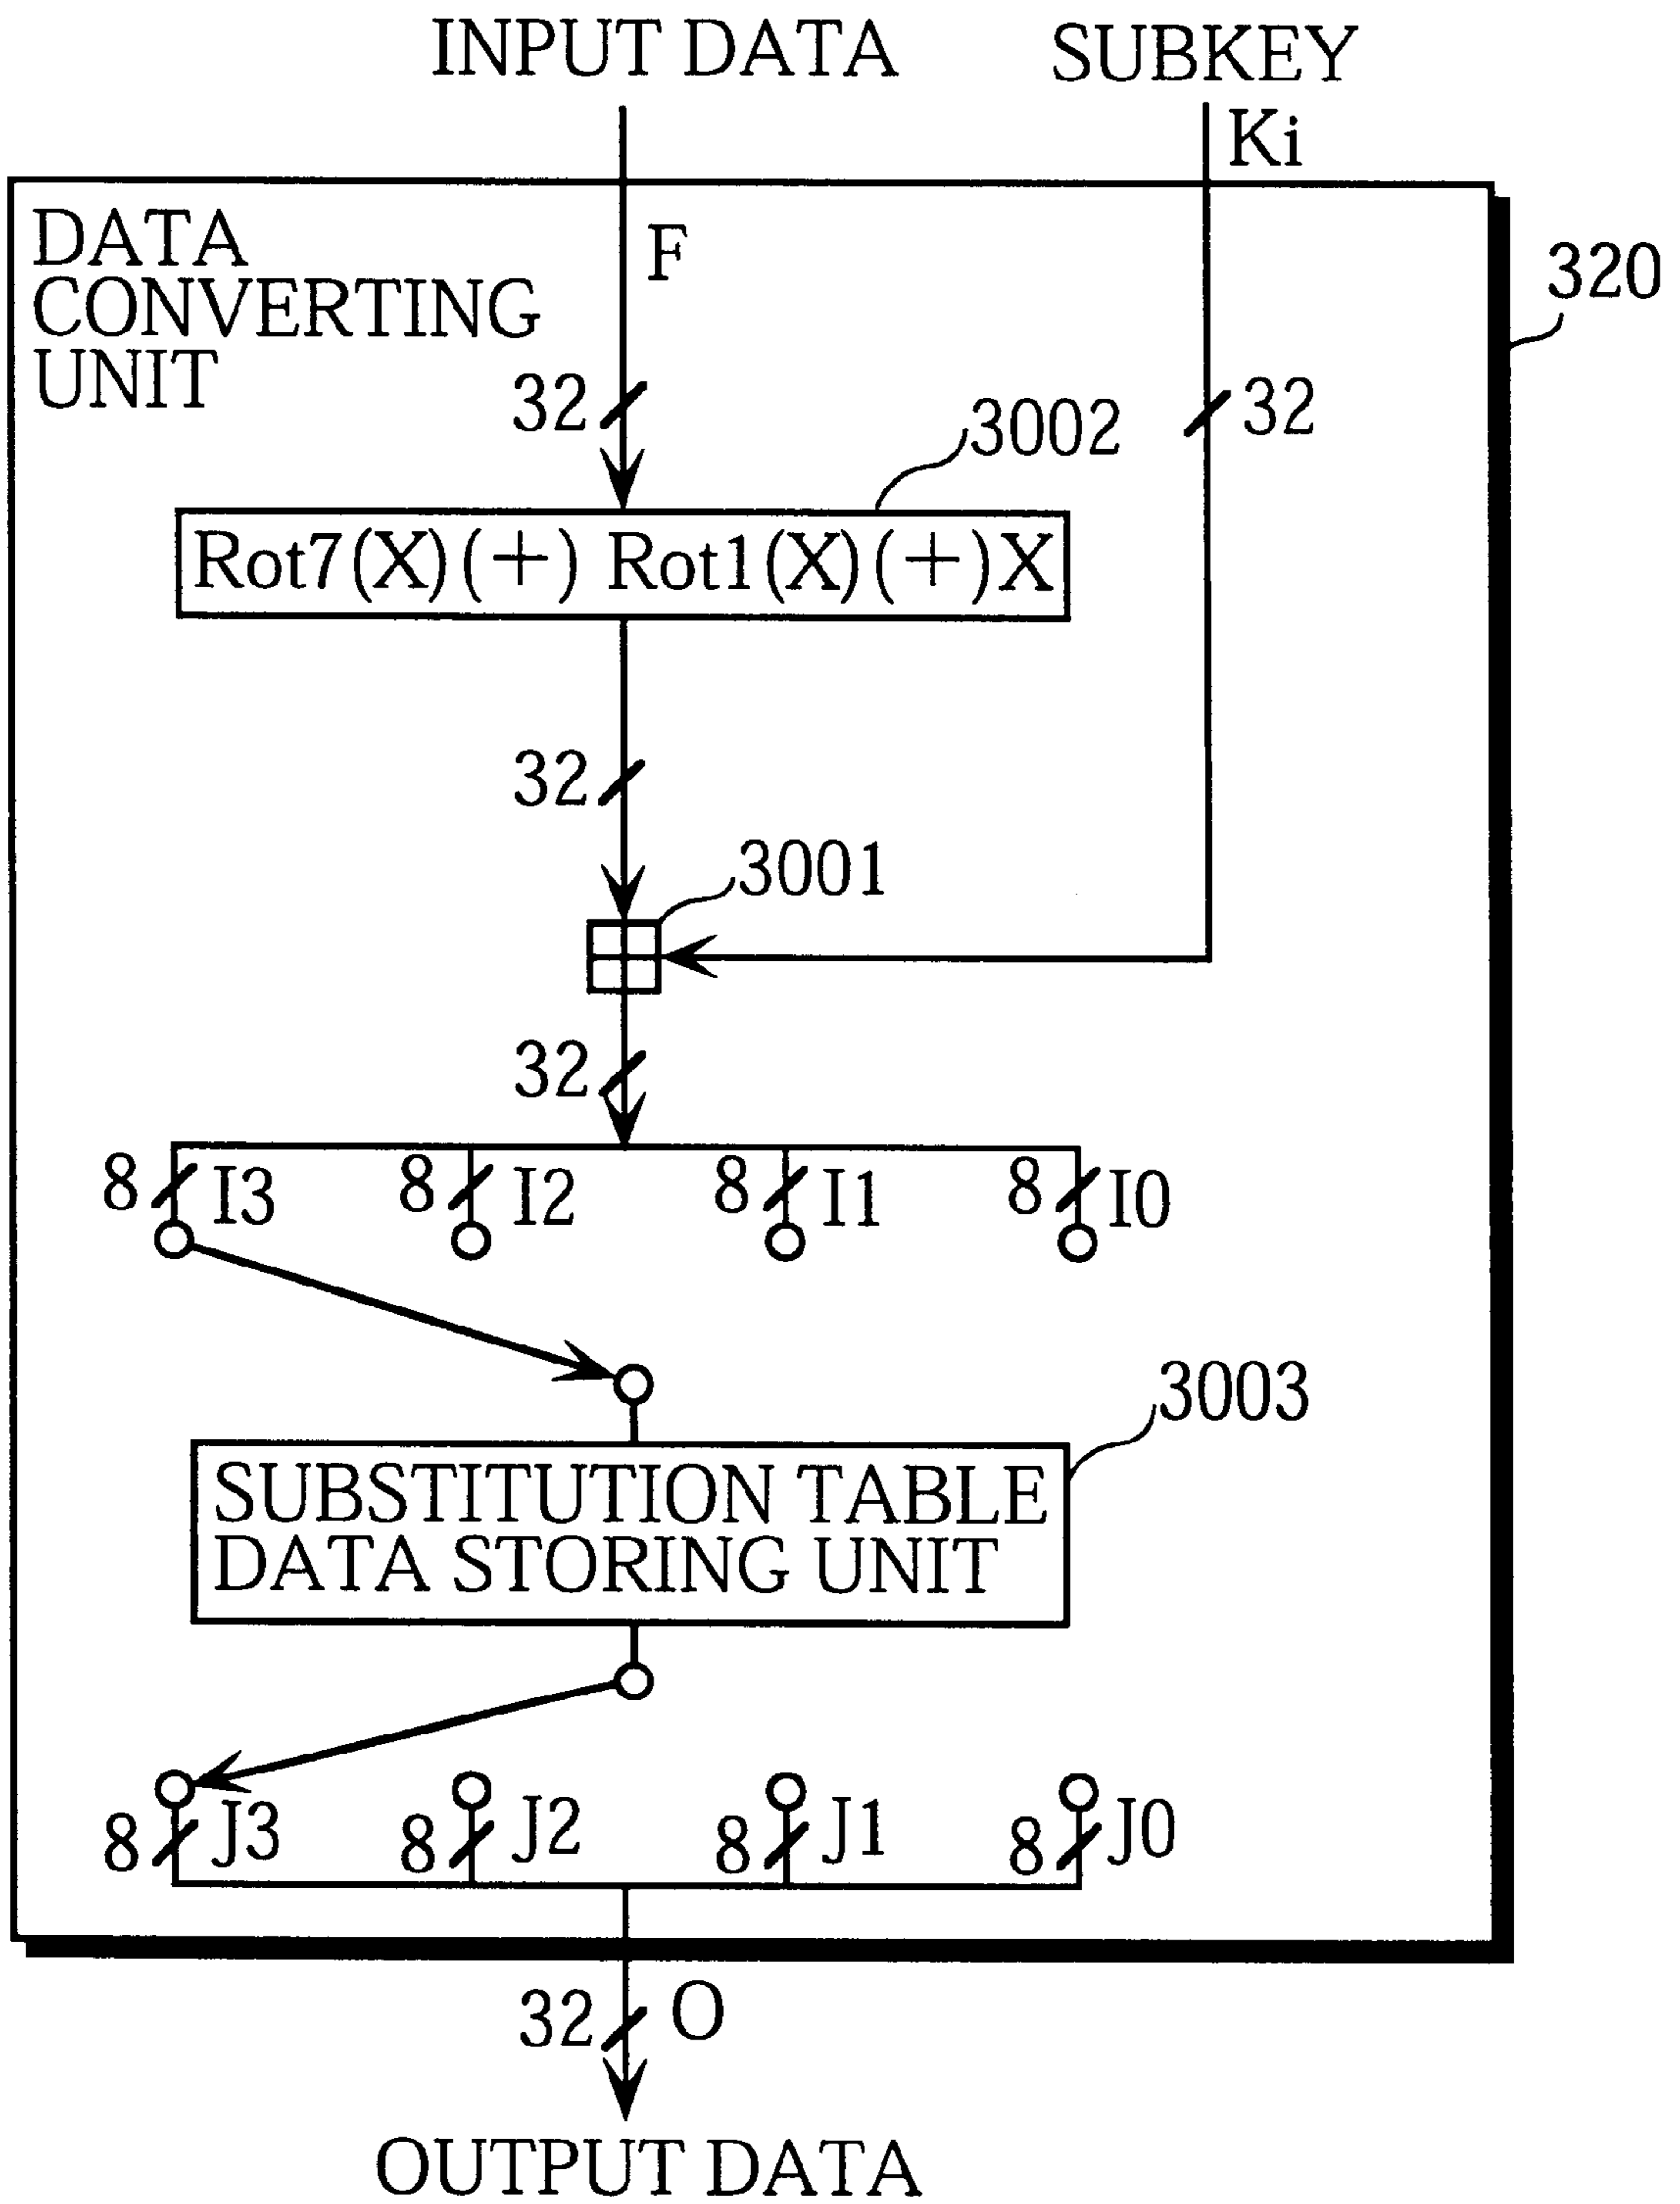 INPUT DATA
SUBKEY
Ki
DATA
CONVERTING
UNIT
F
320
32
32
3002
Rot7(X)(+) Rot1(X)(+)X
32
3001
32
8 I3 8 I2 8 I1 8 I0
3003
SUBSTITUTION TABLE
DATA STORING UNIT
8 J3 8 J2 8 J1 8 J0
32 O
OUTPUT DATA